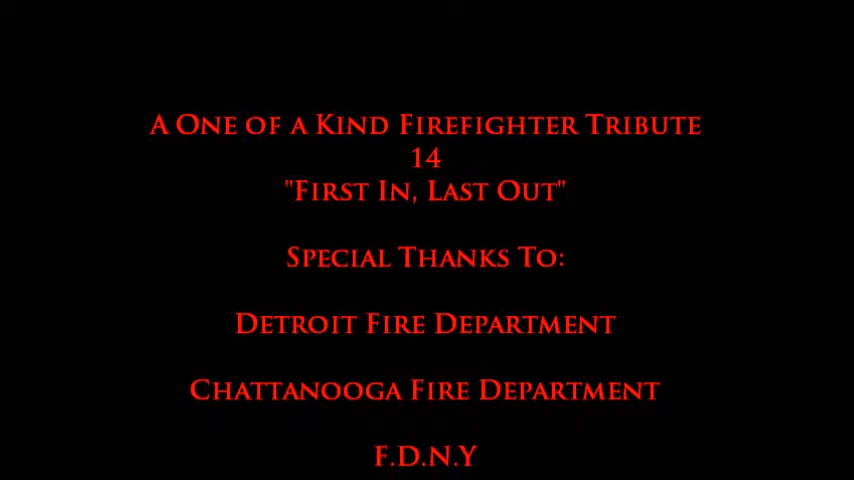 A One of a Kind Firefighter Tribute
14
"First In, Last Out"
Special Thanks To:
Detroit Fire Department
Chattanooga Fire Department
F.D.N.Y